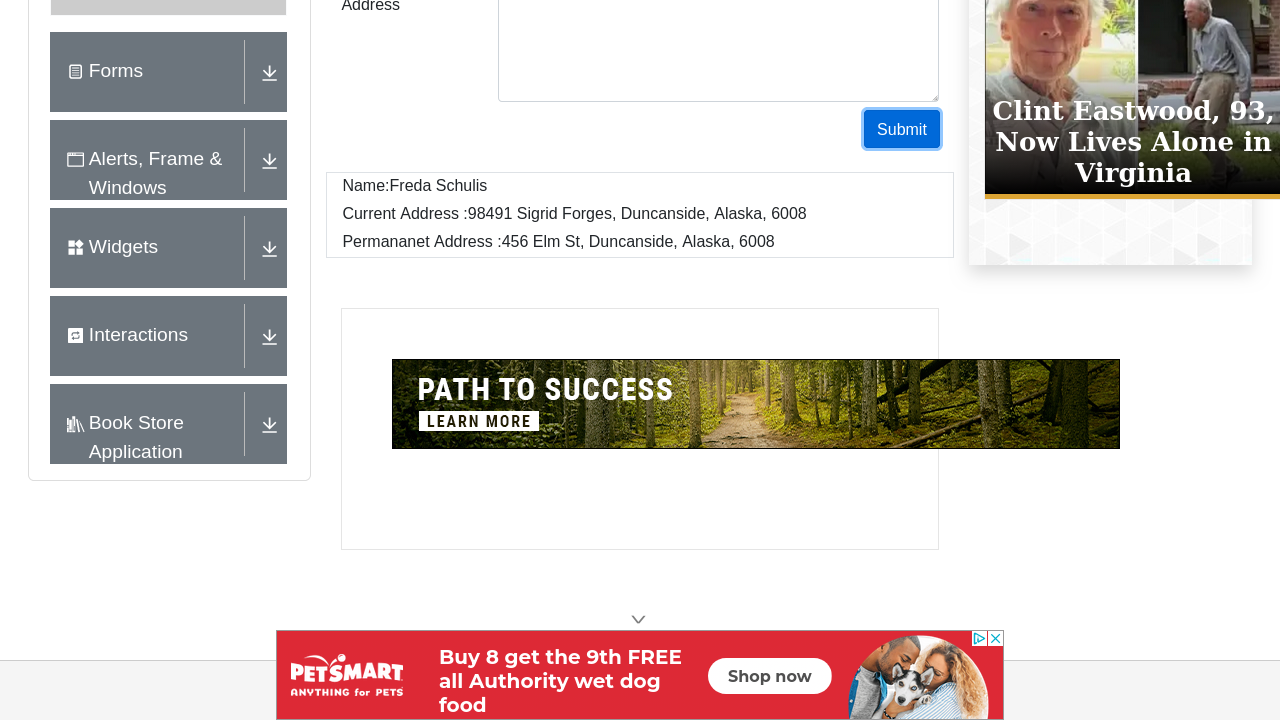 Address
Forms
Alerts, Frame &
Windows
Widgets
Interactions
Book Store
Application
Submit
Name:Freda Schulis
Current Address :98491 Sigrid Forges, Duncanside, Alaska, 6008
Permananet Address :456 Elm St, Duncanside, Alaska, 6008
Clint Eastwood, 93,
Now Lives Alone in
Virginia
PATH TO SUCCESS
LEARN MORE
PETSMART
ANYTHING for PETS
Buy 8 get the 9th FREE
all Authority wet dog
food
Shop now